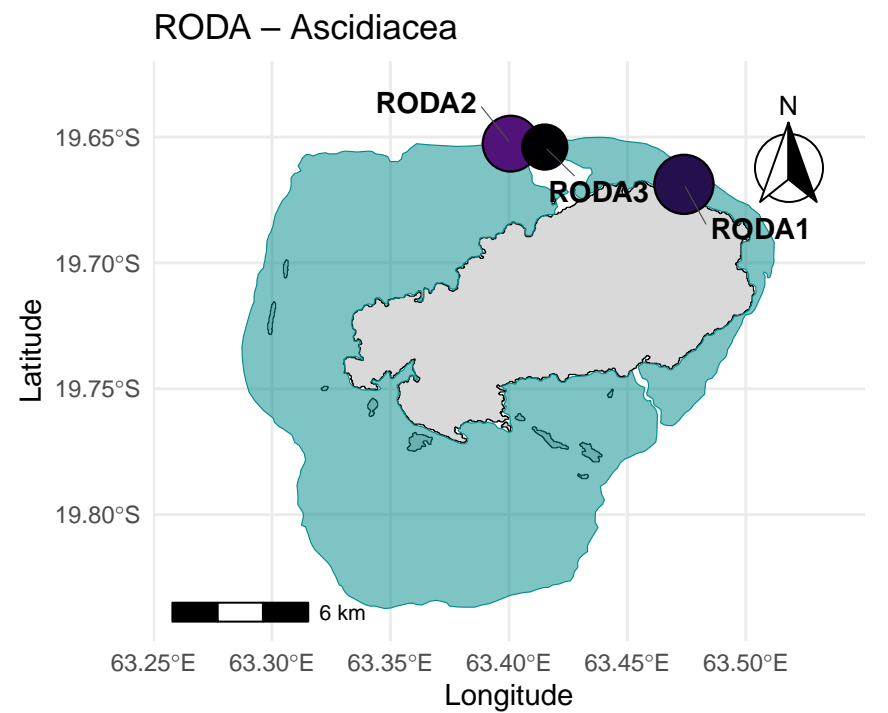 RODA – Ascidiacea
N
RODA2
RODA3
RODA1
19.65°S
19.70°S
19.75°S
19.80°S
Latitude
6 km
63.25°E 63.30°E 63.35°E 63.40°E 63.45°E 63.50°E
Longitude